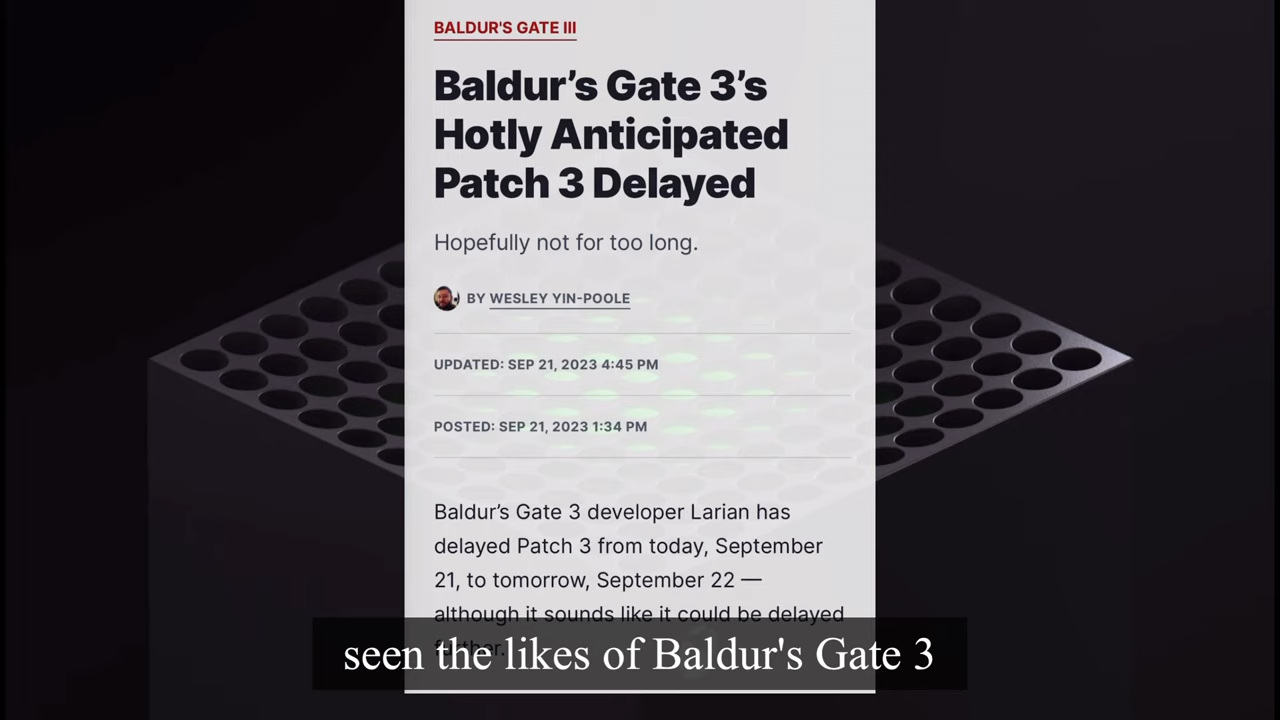 BALDUR'S GATE III
Baldur’s Gate 3’s
Hotly Anticipated
Patch 3 Delayed
Hopefully not for too long.
BY WESLEY YIN-POOLE
UPDATED: SEP 21, 2023 4:45 PM
POSTED: SEP 21, 2023 1:34 PM
Baldur’s Gate 3 developer Larian has
delayed Patch 3 from today, September
21, to tomorrow, September 22 —
although it sounds like it could be delayed
further.
seen the likes of Baldur's Gate 3